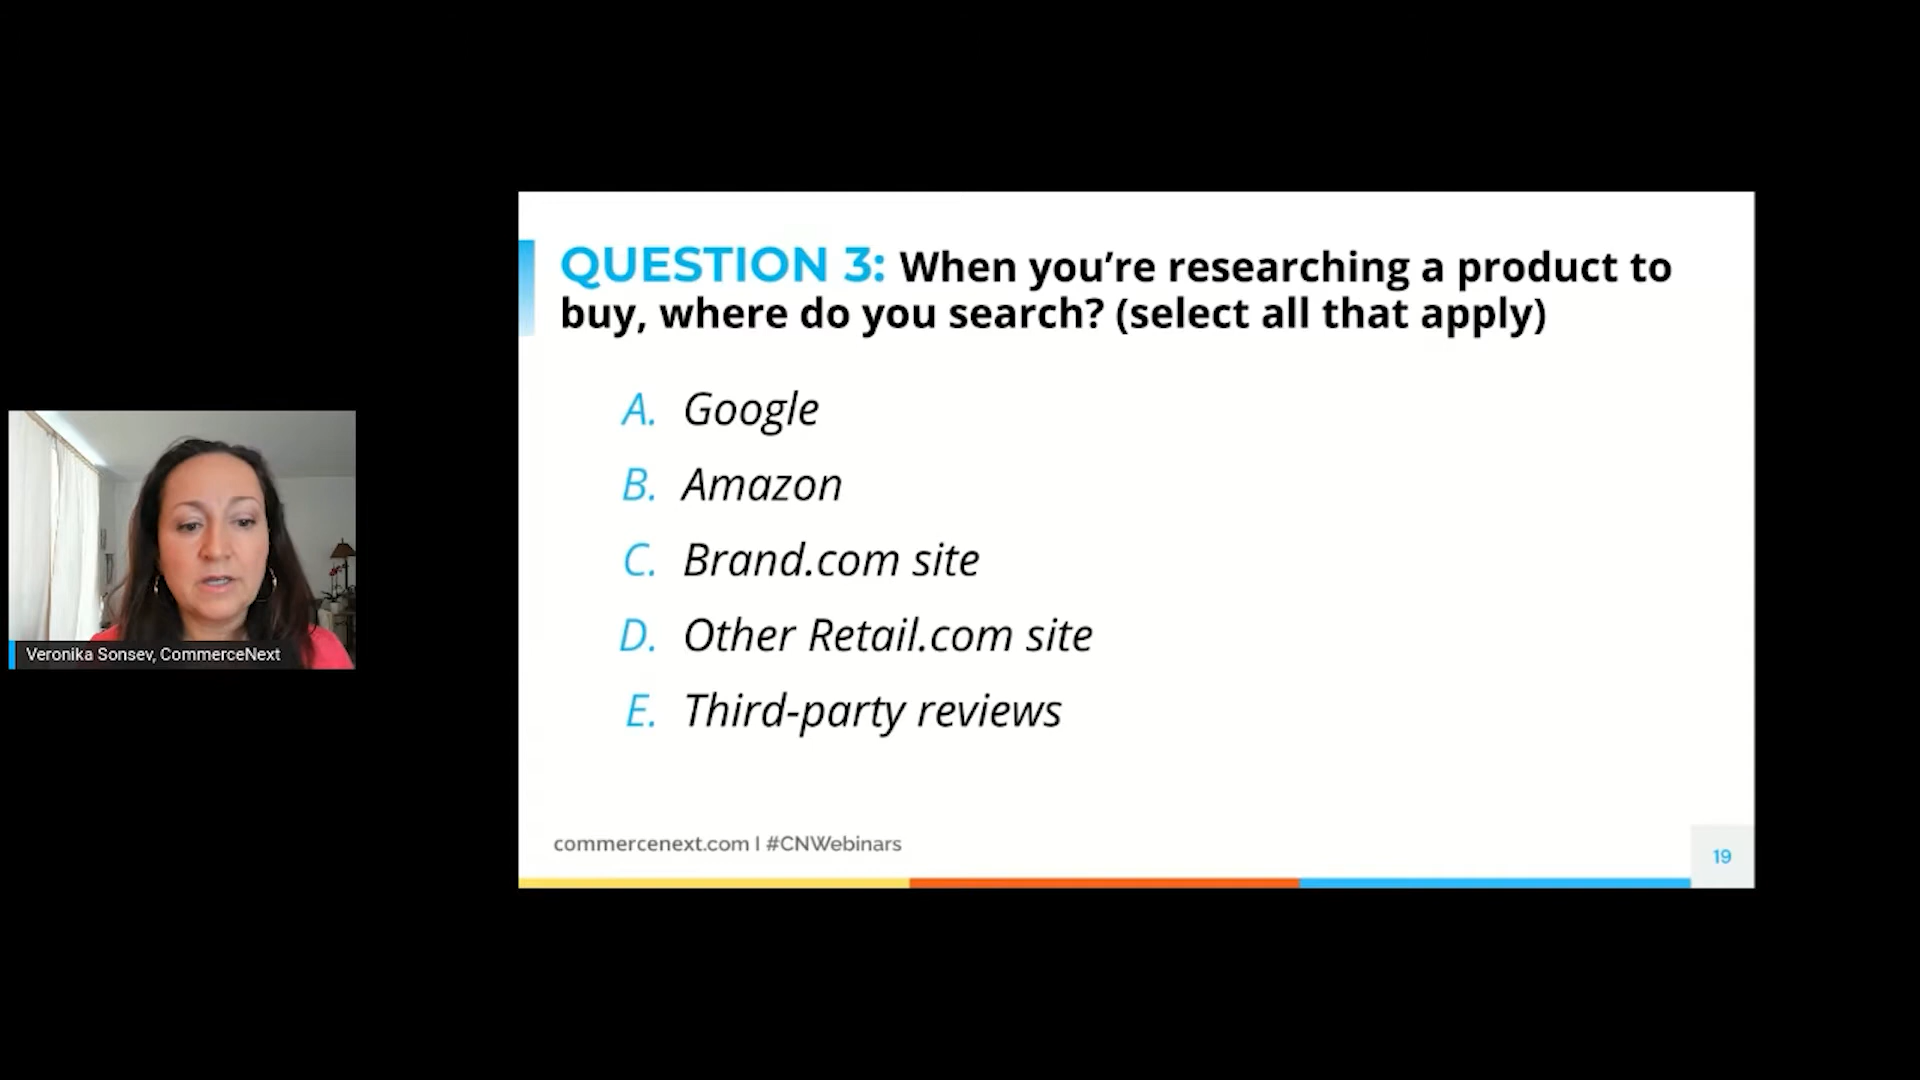 QUESTION 3: When you’re researching a product to
buy, where do you search? (select all that apply)
A. Google
B. Amazon
C. Brand.com site
D. Other Retail.com site
E. Third-party reviews
Veronika Sonsev, CommerceNext
commercenext.com | #CNWebinars
19